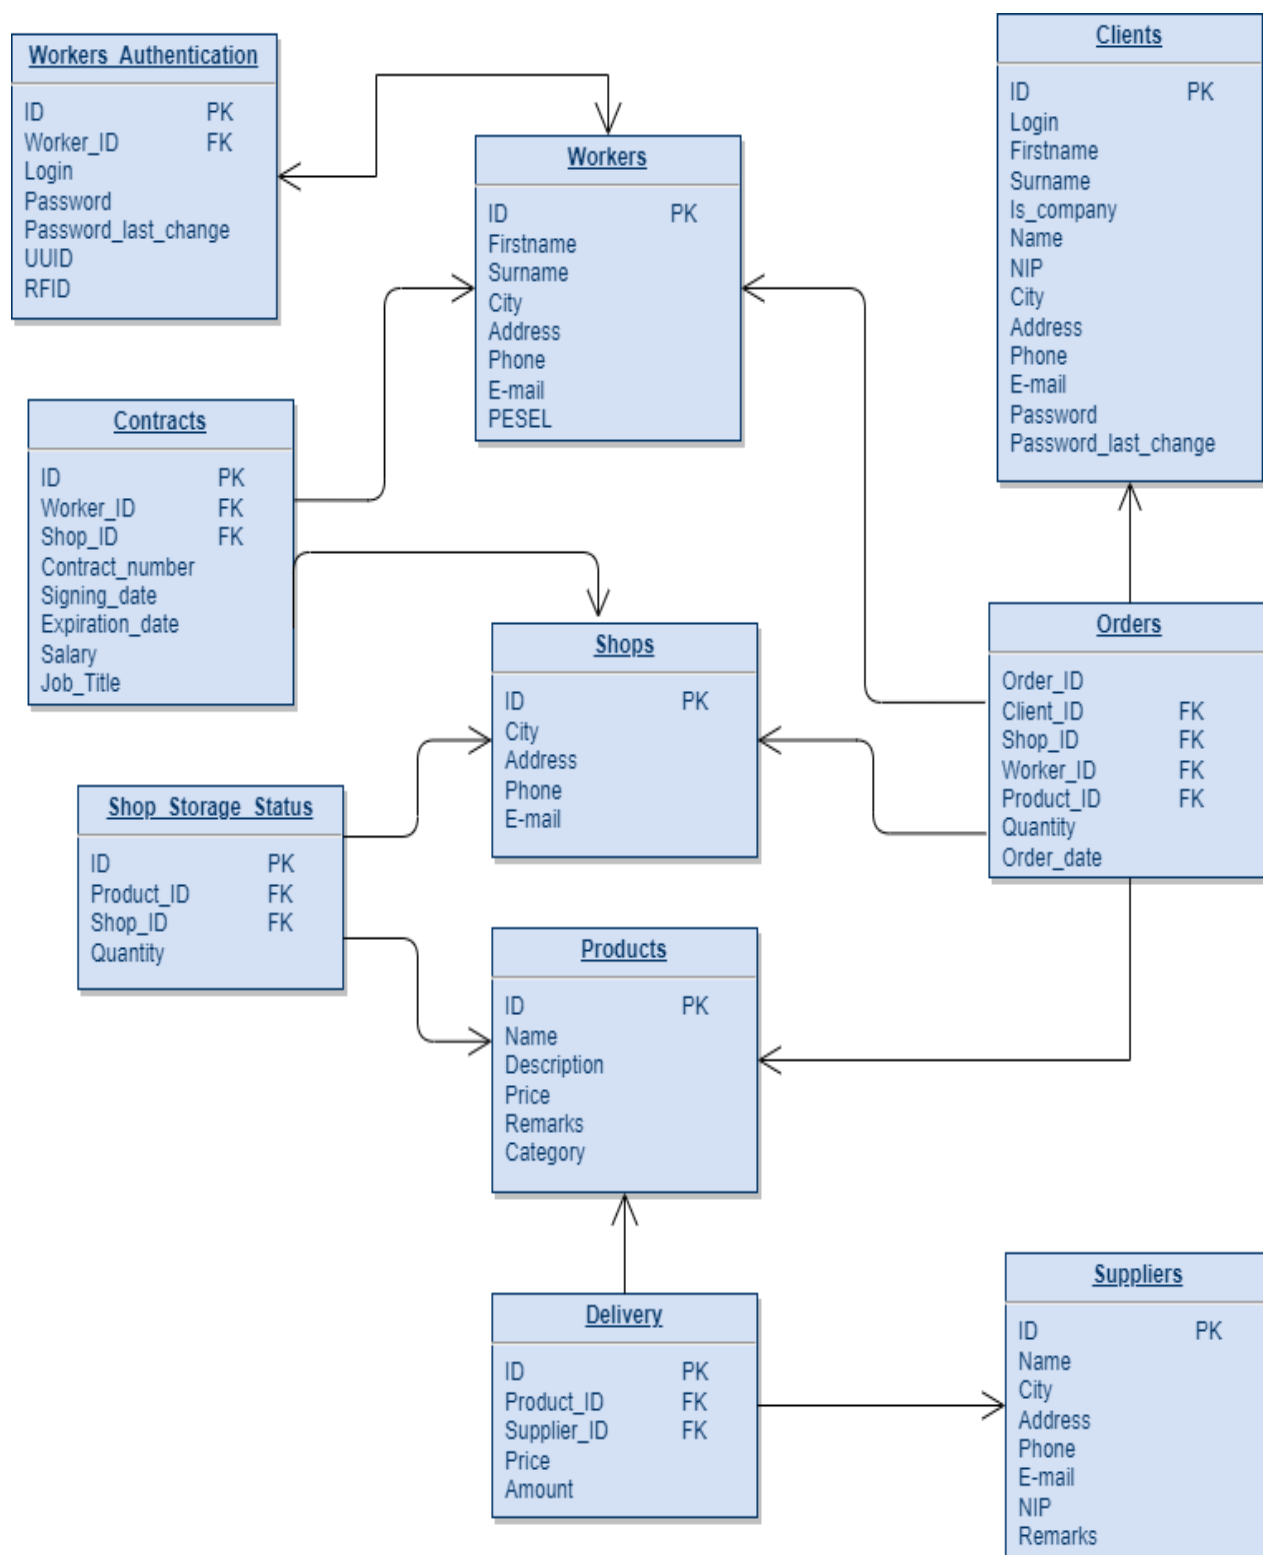 Workers_Authentication
ID PK
Worker_ID FK
Login
Password
Password_last_change
UUID
RFID
Workers
ID PK
Firstname
Surname
City
Address
Phone
E-mail
PESEL
Clients
ID PK
Login
Firstname
Surname
Is_company
Name
NIP
City
Address
Phone
E-mail
Password
Password_last_change
Contracts
ID PK
Worker_ID FK
Shop_ID FK
Contract_number
Signing_date
Expiration_date
Salary
Job_Title
Shops
ID PK
City
Address
Phone
E-mail
Orders
Order_ID
Client_ID FK
Shop_ID FK
Worker_ID FK
Product_ID FK
Quantity
Order_date
Shop_Storage_Status
ID PK
Product_ID FK
Shop_ID FK
Quantity
Products
ID PK
Name
Description
Price
Remarks
Category
Delivery
ID PK
Product_ID FK
Supplier_ID FK
Price
Amount
Suppliers
ID PK
Name
City
Address
Phone
E-mail
NIP
Remarks